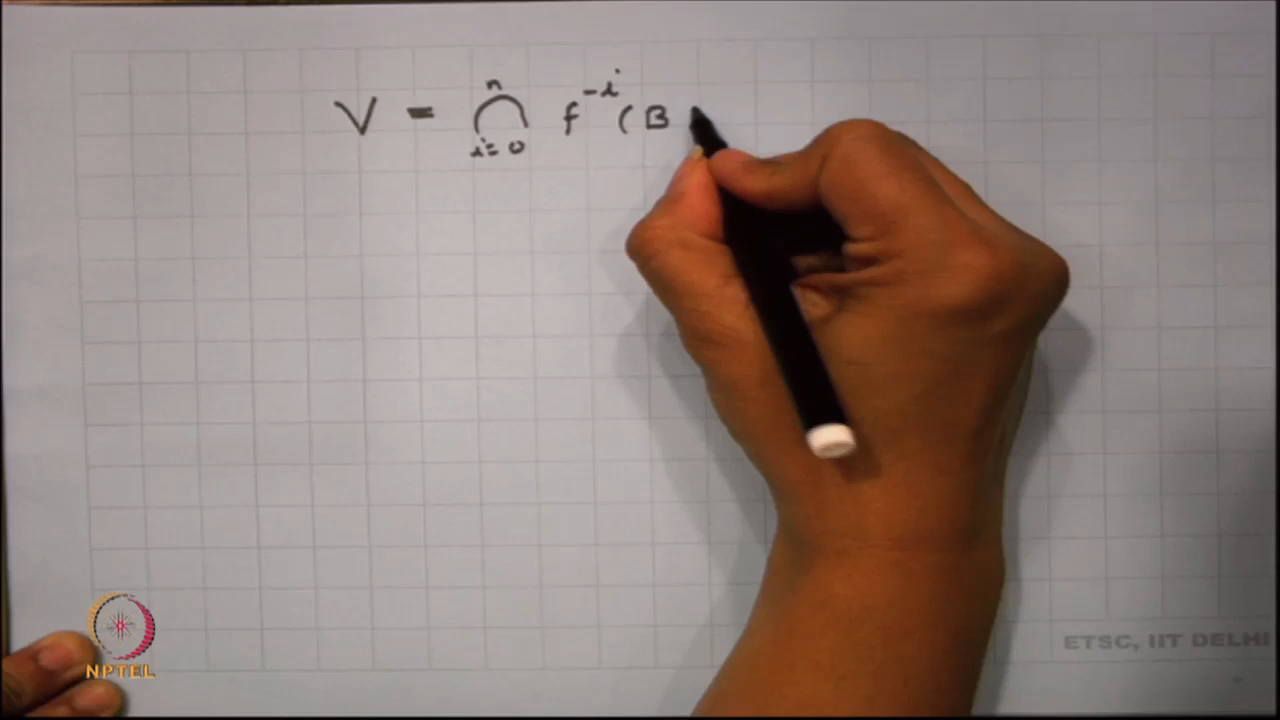 V = ⋂_{i=0}^{n} f^{-i}(B
NPTEL
ETSC, IIT DELHI